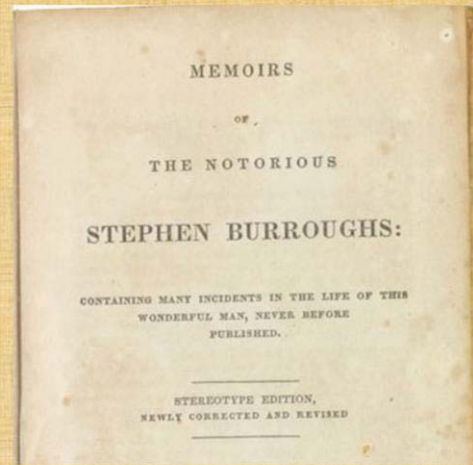 MEMOIRS
OF
THE NOTORIOUS
STEPHEN BURROUGHS:
CONTAINING MANY INCIDENTS IN THE LIFE OF THIS
WONDERFUL MAN, NEVER BEFORE
PUBLISHED.
STEREOTYPE EDITION,
NEWLY CORRECTED AND REVISED